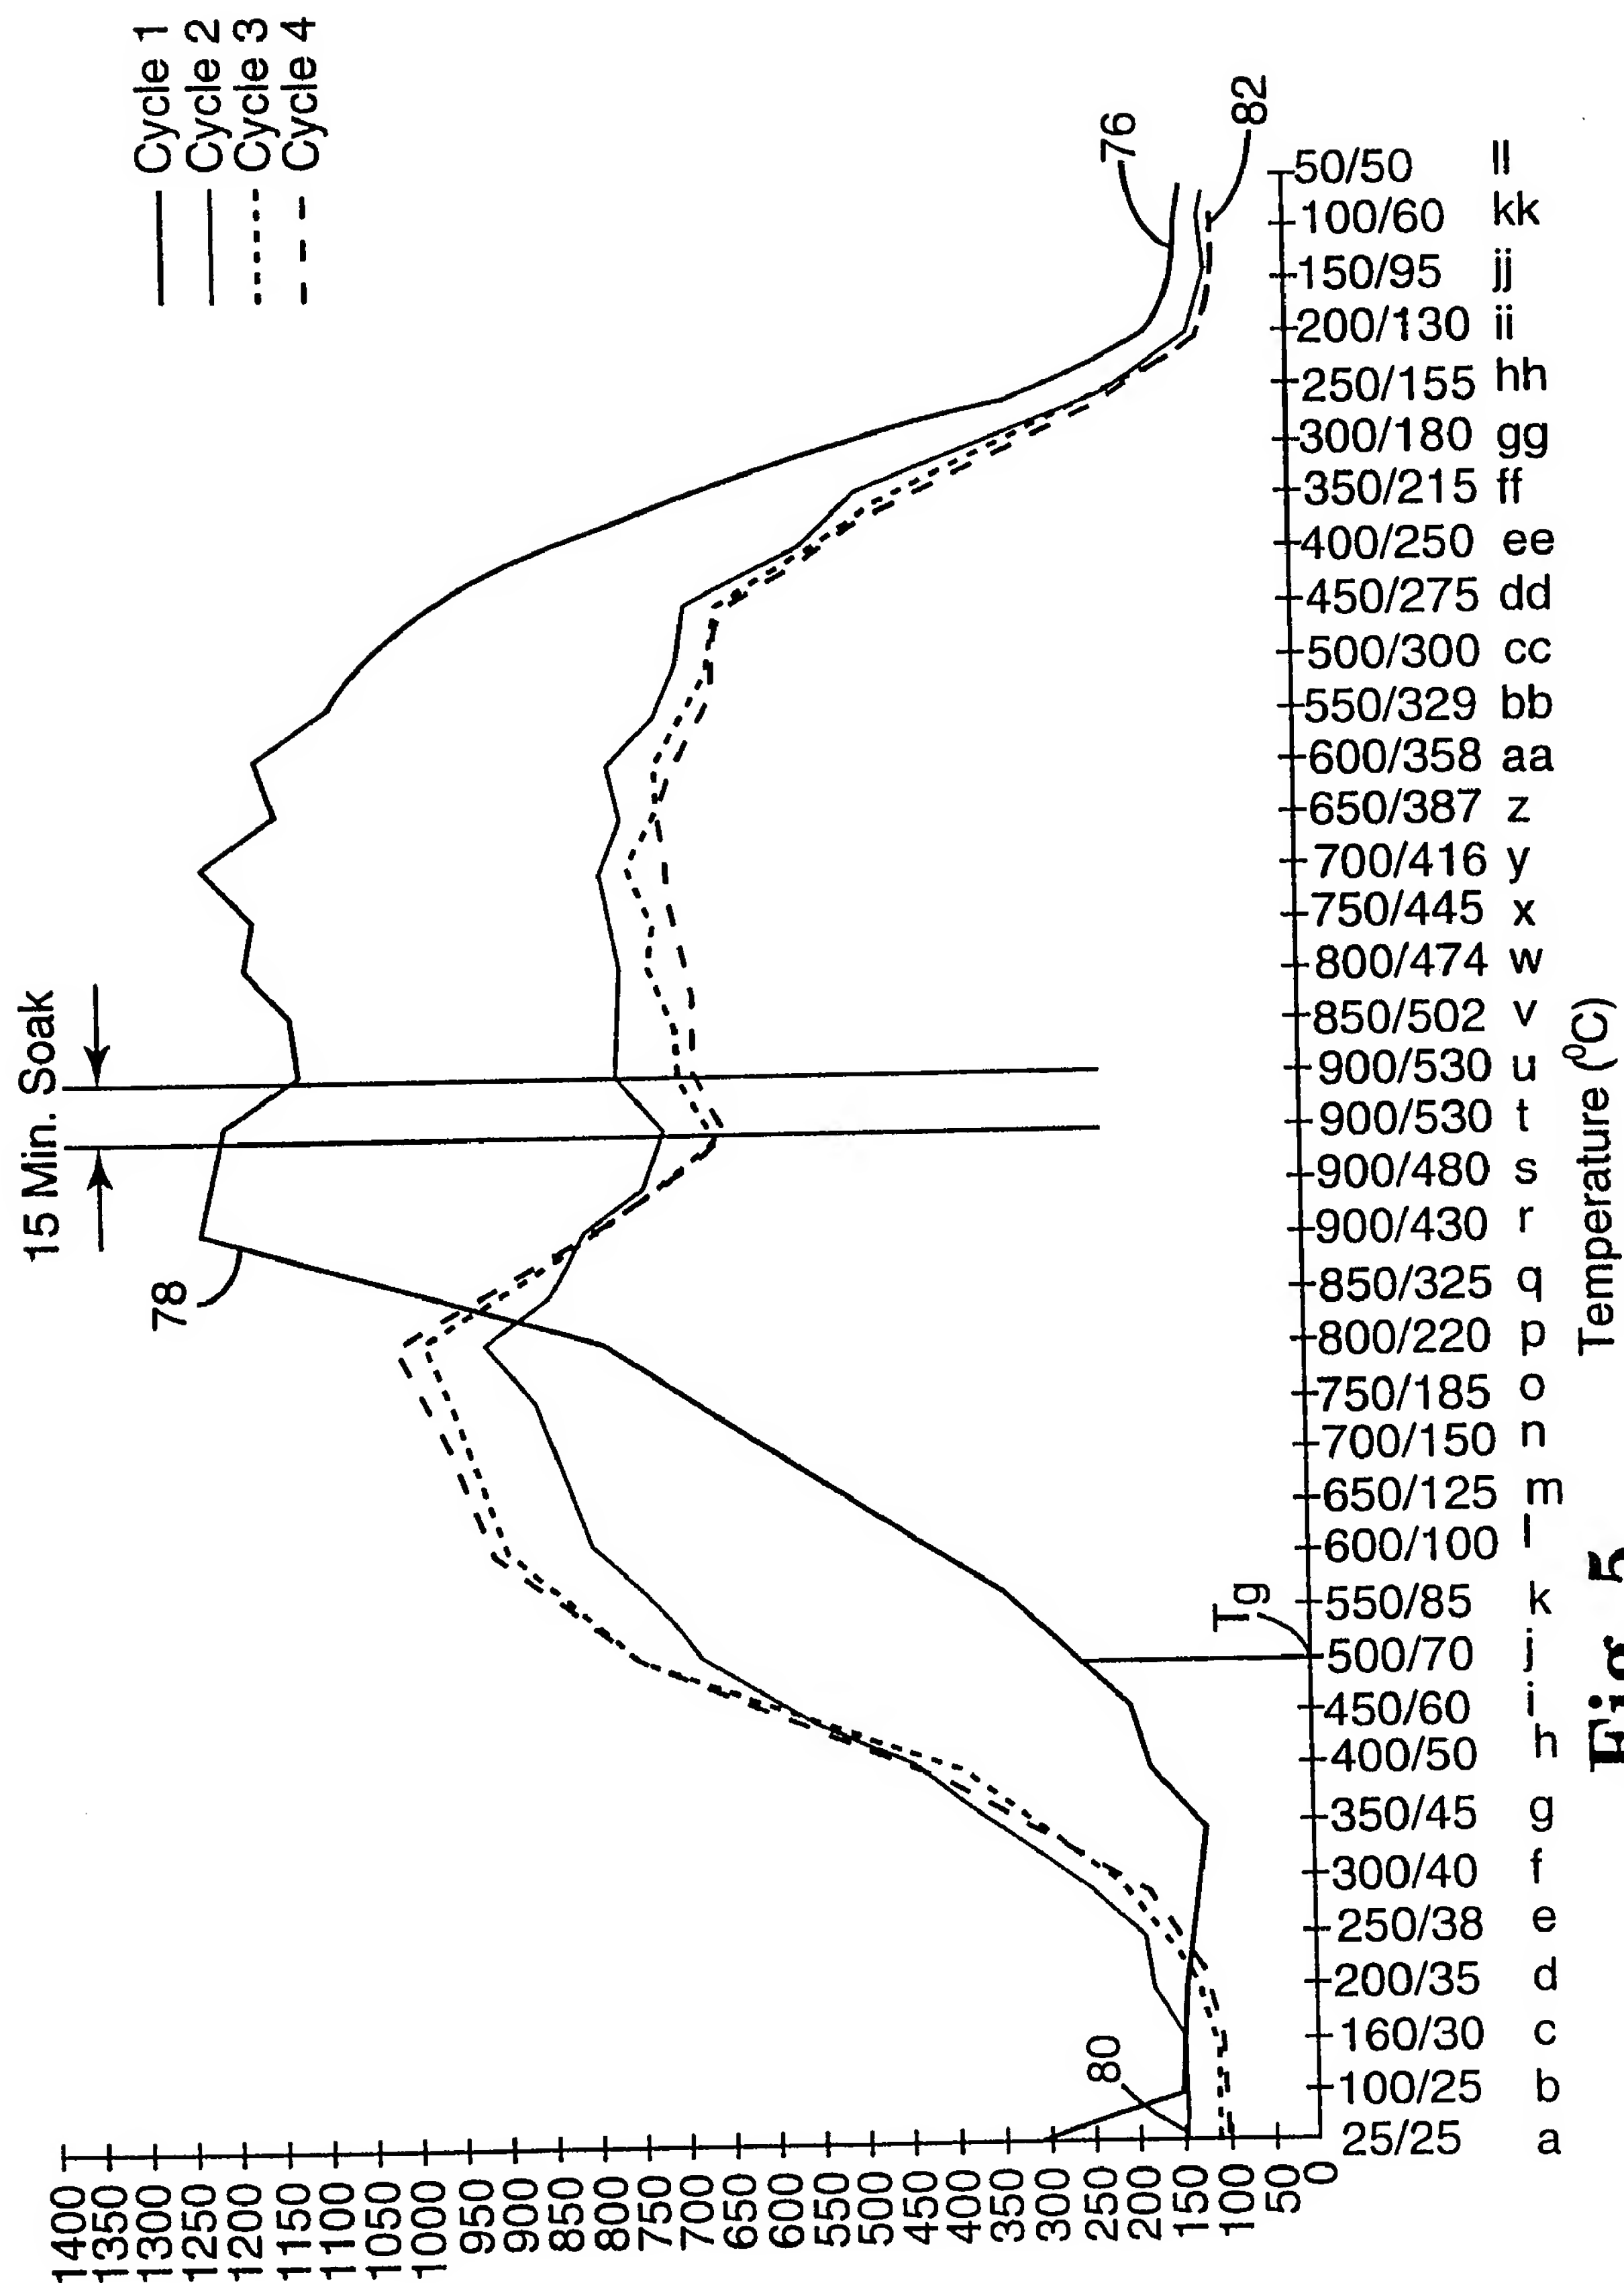 Cycle 1
Cycle 2
Cycle 3
Cycle 4
15 Min. Soak
78
76
82
80
Tg
1400
1350
1300
1250
1200
1150
1100
1050
1000
950
900
850
800
750
700
650
600
550
500
450
400
350
300
250
200
150
100
50
0
25/25 a
100/25 b
160/30 c
200/35 d
250/38 e
300/40 f
350/45 g
400/50 h
450/60 i
500/70 j
550/85 k
600/100 l
650/125 m
700/150 n
750/185 o
800/220 p
850/325 q
900/430 r
900/480 s
900/530 t
900/530 u
850/502 v
800/474 w
750/445 x
700/416 y
650/387 z
600/358 aa
550/329 bb
500/300 cc
450/275 dd
400/250 ee
350/215 ff
300/180 gg
250/155 hh
200/130 ii
150/95 jj
100/60 kk
50/50 ll
Temperature (⁰C)
Fig. 5